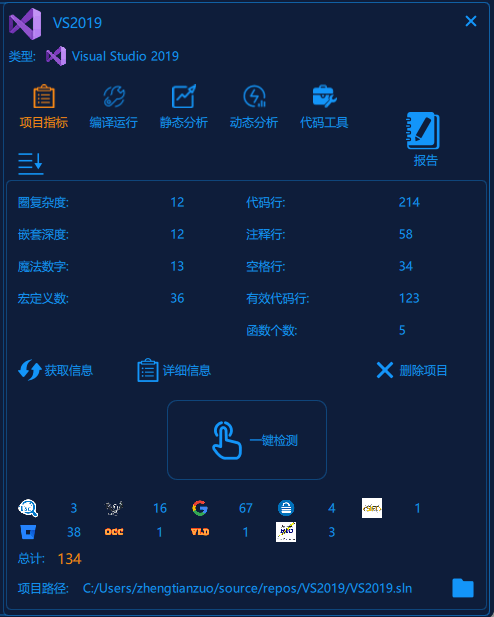 VS2019
类型: Visual Studio 2019
项目指标 编译运行 静态分析 动态分析 代码工具
报告
圈复杂度: 12 代码行: 214
嵌套深度: 12 注释行: 58
魔法数字: 13 空格行: 34
宏定义数: 36 有效代码行: 123
函数个数: 5
获取信息 详细信息 删除项目
一键检测
3 16 67 4 1
38 OCC 1 VLD 1 3
总计: 134
项目路径: C:/Users/zhengtianzuo/source/repos/VS2019/VS2019.sln